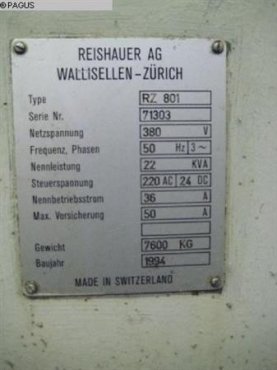 © PAGUS
REISHAUER AG
WALLISELLEN-ZÜRICH
Type RZ 801
Serie Nr. 71303
Netzspannung 380 V
Frequenz, Phasen 50 Hz 3~
Nennleistung 22 KVA
Steuerspannung 220 AC 24 DC
Nennbetriebsstrom 36 A
Max. Versicherung 50 A
Gewicht 7600 KG
Baujahr 1994
MADE IN SWITZERLAND